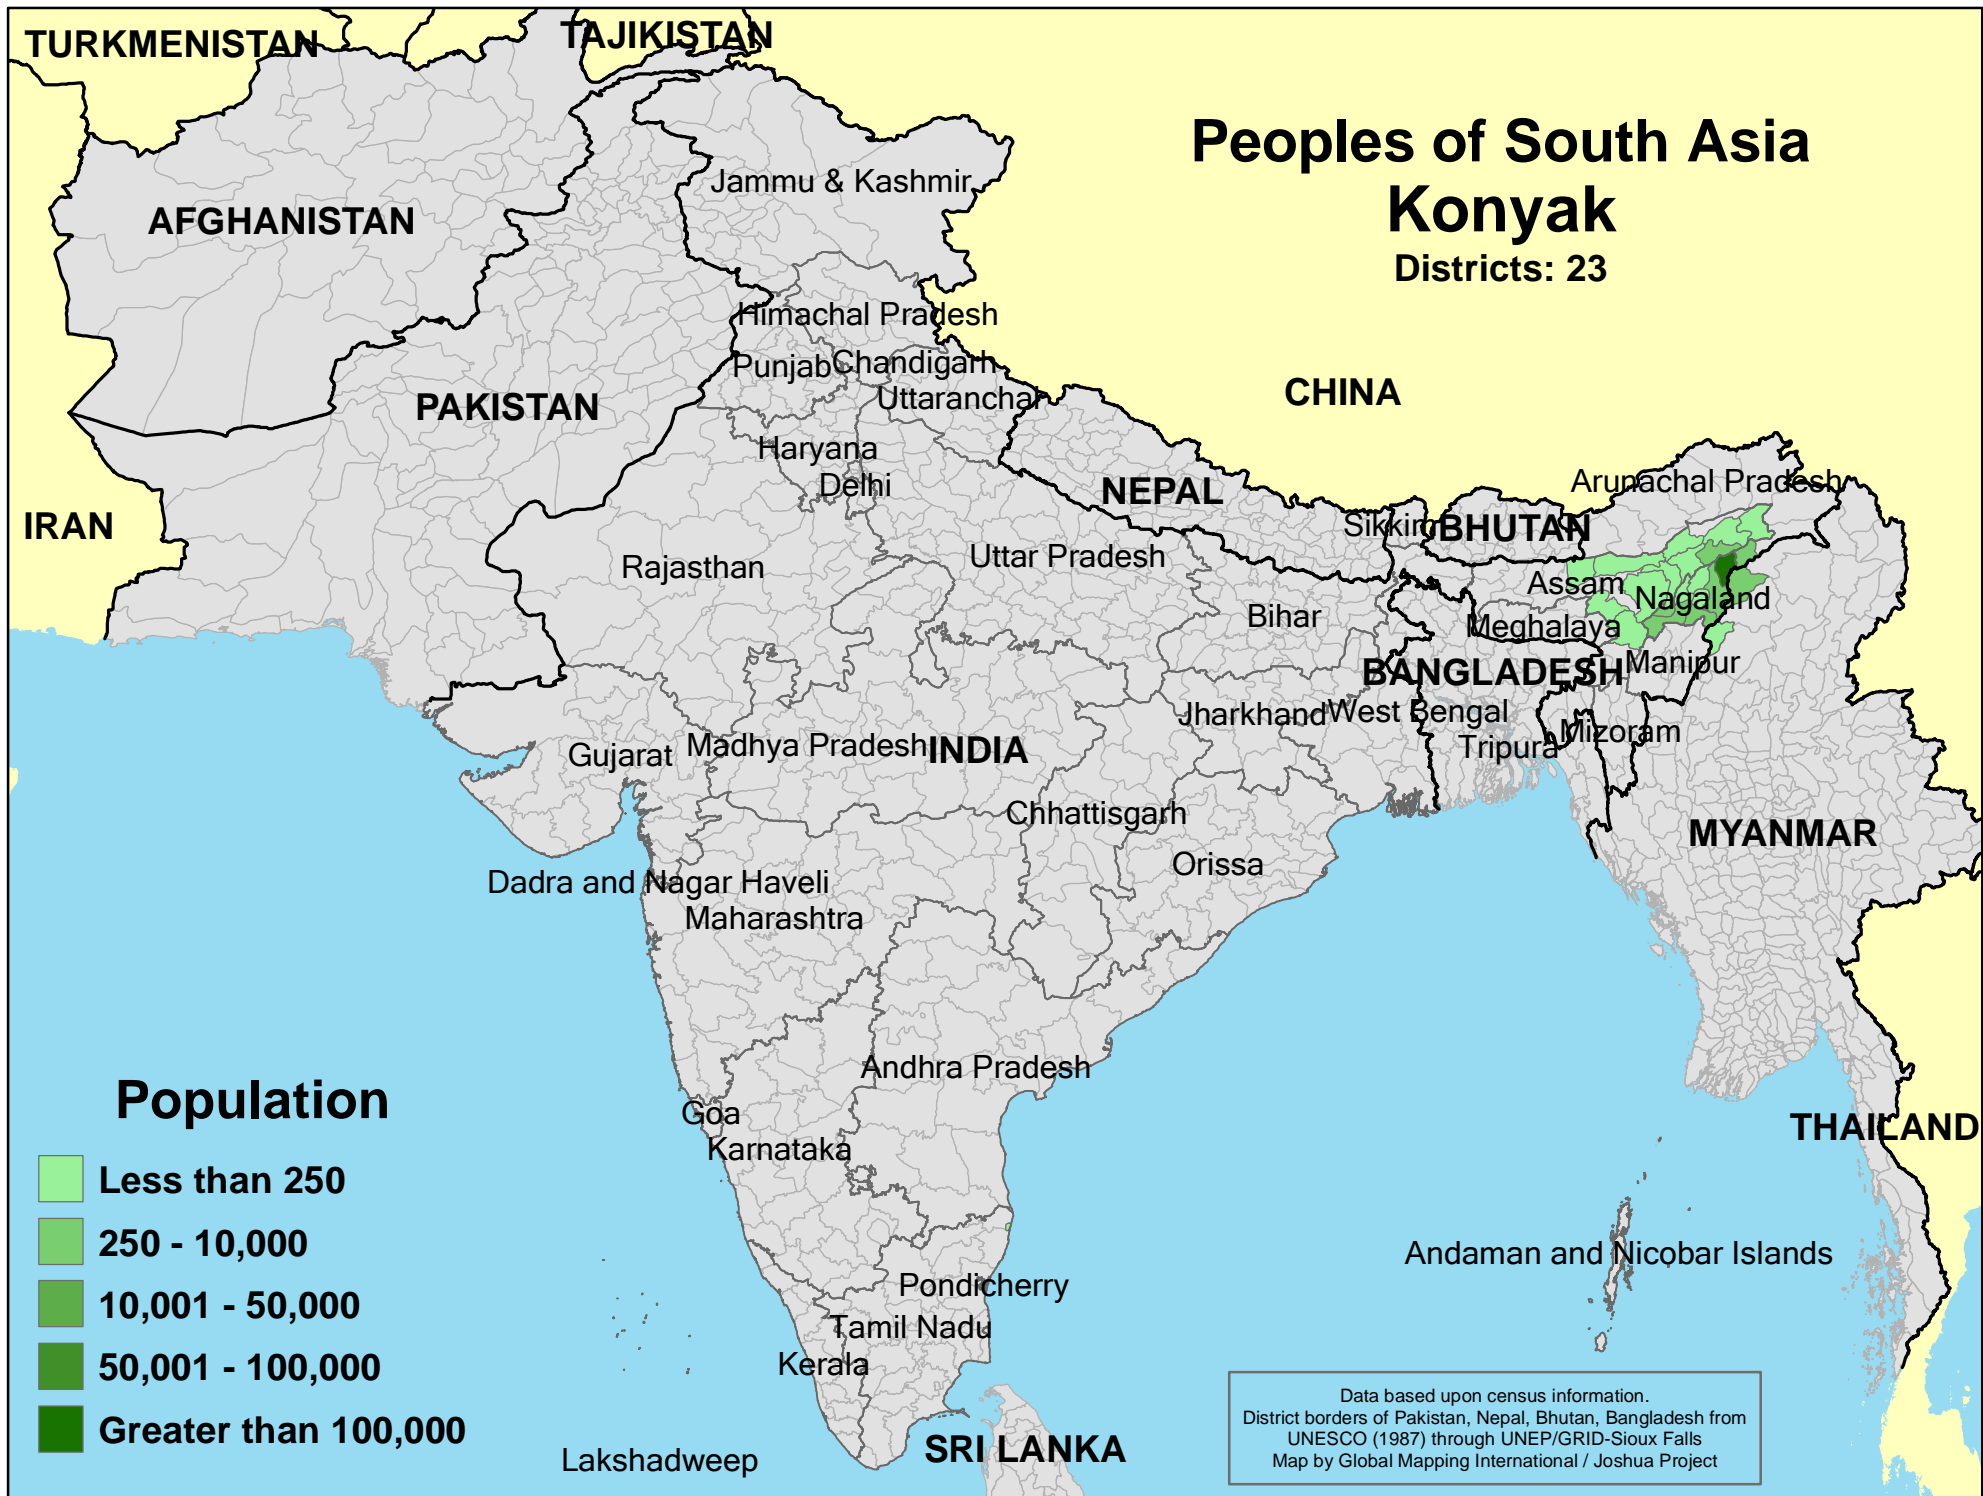 TURKMENISTAN
TAJIKISTAN
Peoples of South Asia
Konyak
Districts: 23
Jammu & Kashmir
AFGHANISTAN
Himachal Pradesh
Punjab
Chandigarh
Uttaranchal
CHINA
PAKISTAN
Haryana
Delhi
NEPAL
Arunachal Pradesh
IRAN
Sikkim
BHUTAN
Rajasthan
Uttar Pradesh
Assam
Nagaland
Bihar
Meghalaya
BANGLADESH
Manipur
Jharkhand
West Bengal
Gujarat
Madhya Pradesh
INDIA
Tripura
Mizoram
Chhattisgarh
MYANMAR
Orissa
Dadra and Nagar Haveli
Maharashtra
Andhra Pradesh
Goa
Karnataka
THAILAND
Andaman and Nicobar Islands
Pondicherry
Tamil Nadu
Kerala
Lakshadweep
SRI LANKA
Population
Less than 250
250 - 10,000
10,001 - 50,000
50,001 - 100,000
Greater than 100,000
Data based upon census information.
District borders of Pakistan, Nepal, Bhutan, Bangladesh from
UNESCO (1987) through UNEP/GRID-Sioux Falls
Map by Global Mapping International / Joshua Project